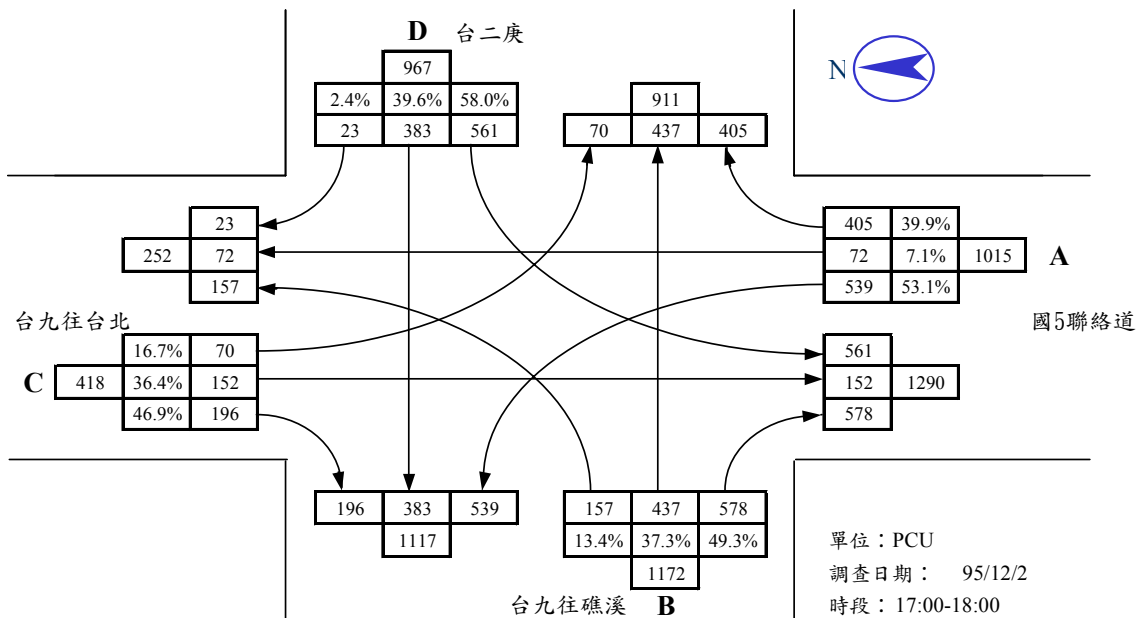 D 台二庚
967
2.4% 39.6% 58.0%
23 383 561
911
70 437 405
N
23
252 72
157
405 39.9%
72 7.1% 1015
539 53.1%
A
國5聯絡道
台九往台北
C
16.7% 70
418 36.4% 152
46.9% 196
561
152 1290
578
196 383 539
1117
157 437 578
13.4% 37.3% 49.3%
1172
台九往礁溪 B
單位：PCU
調查日期： 95/12/2
時段：17:00-18:00